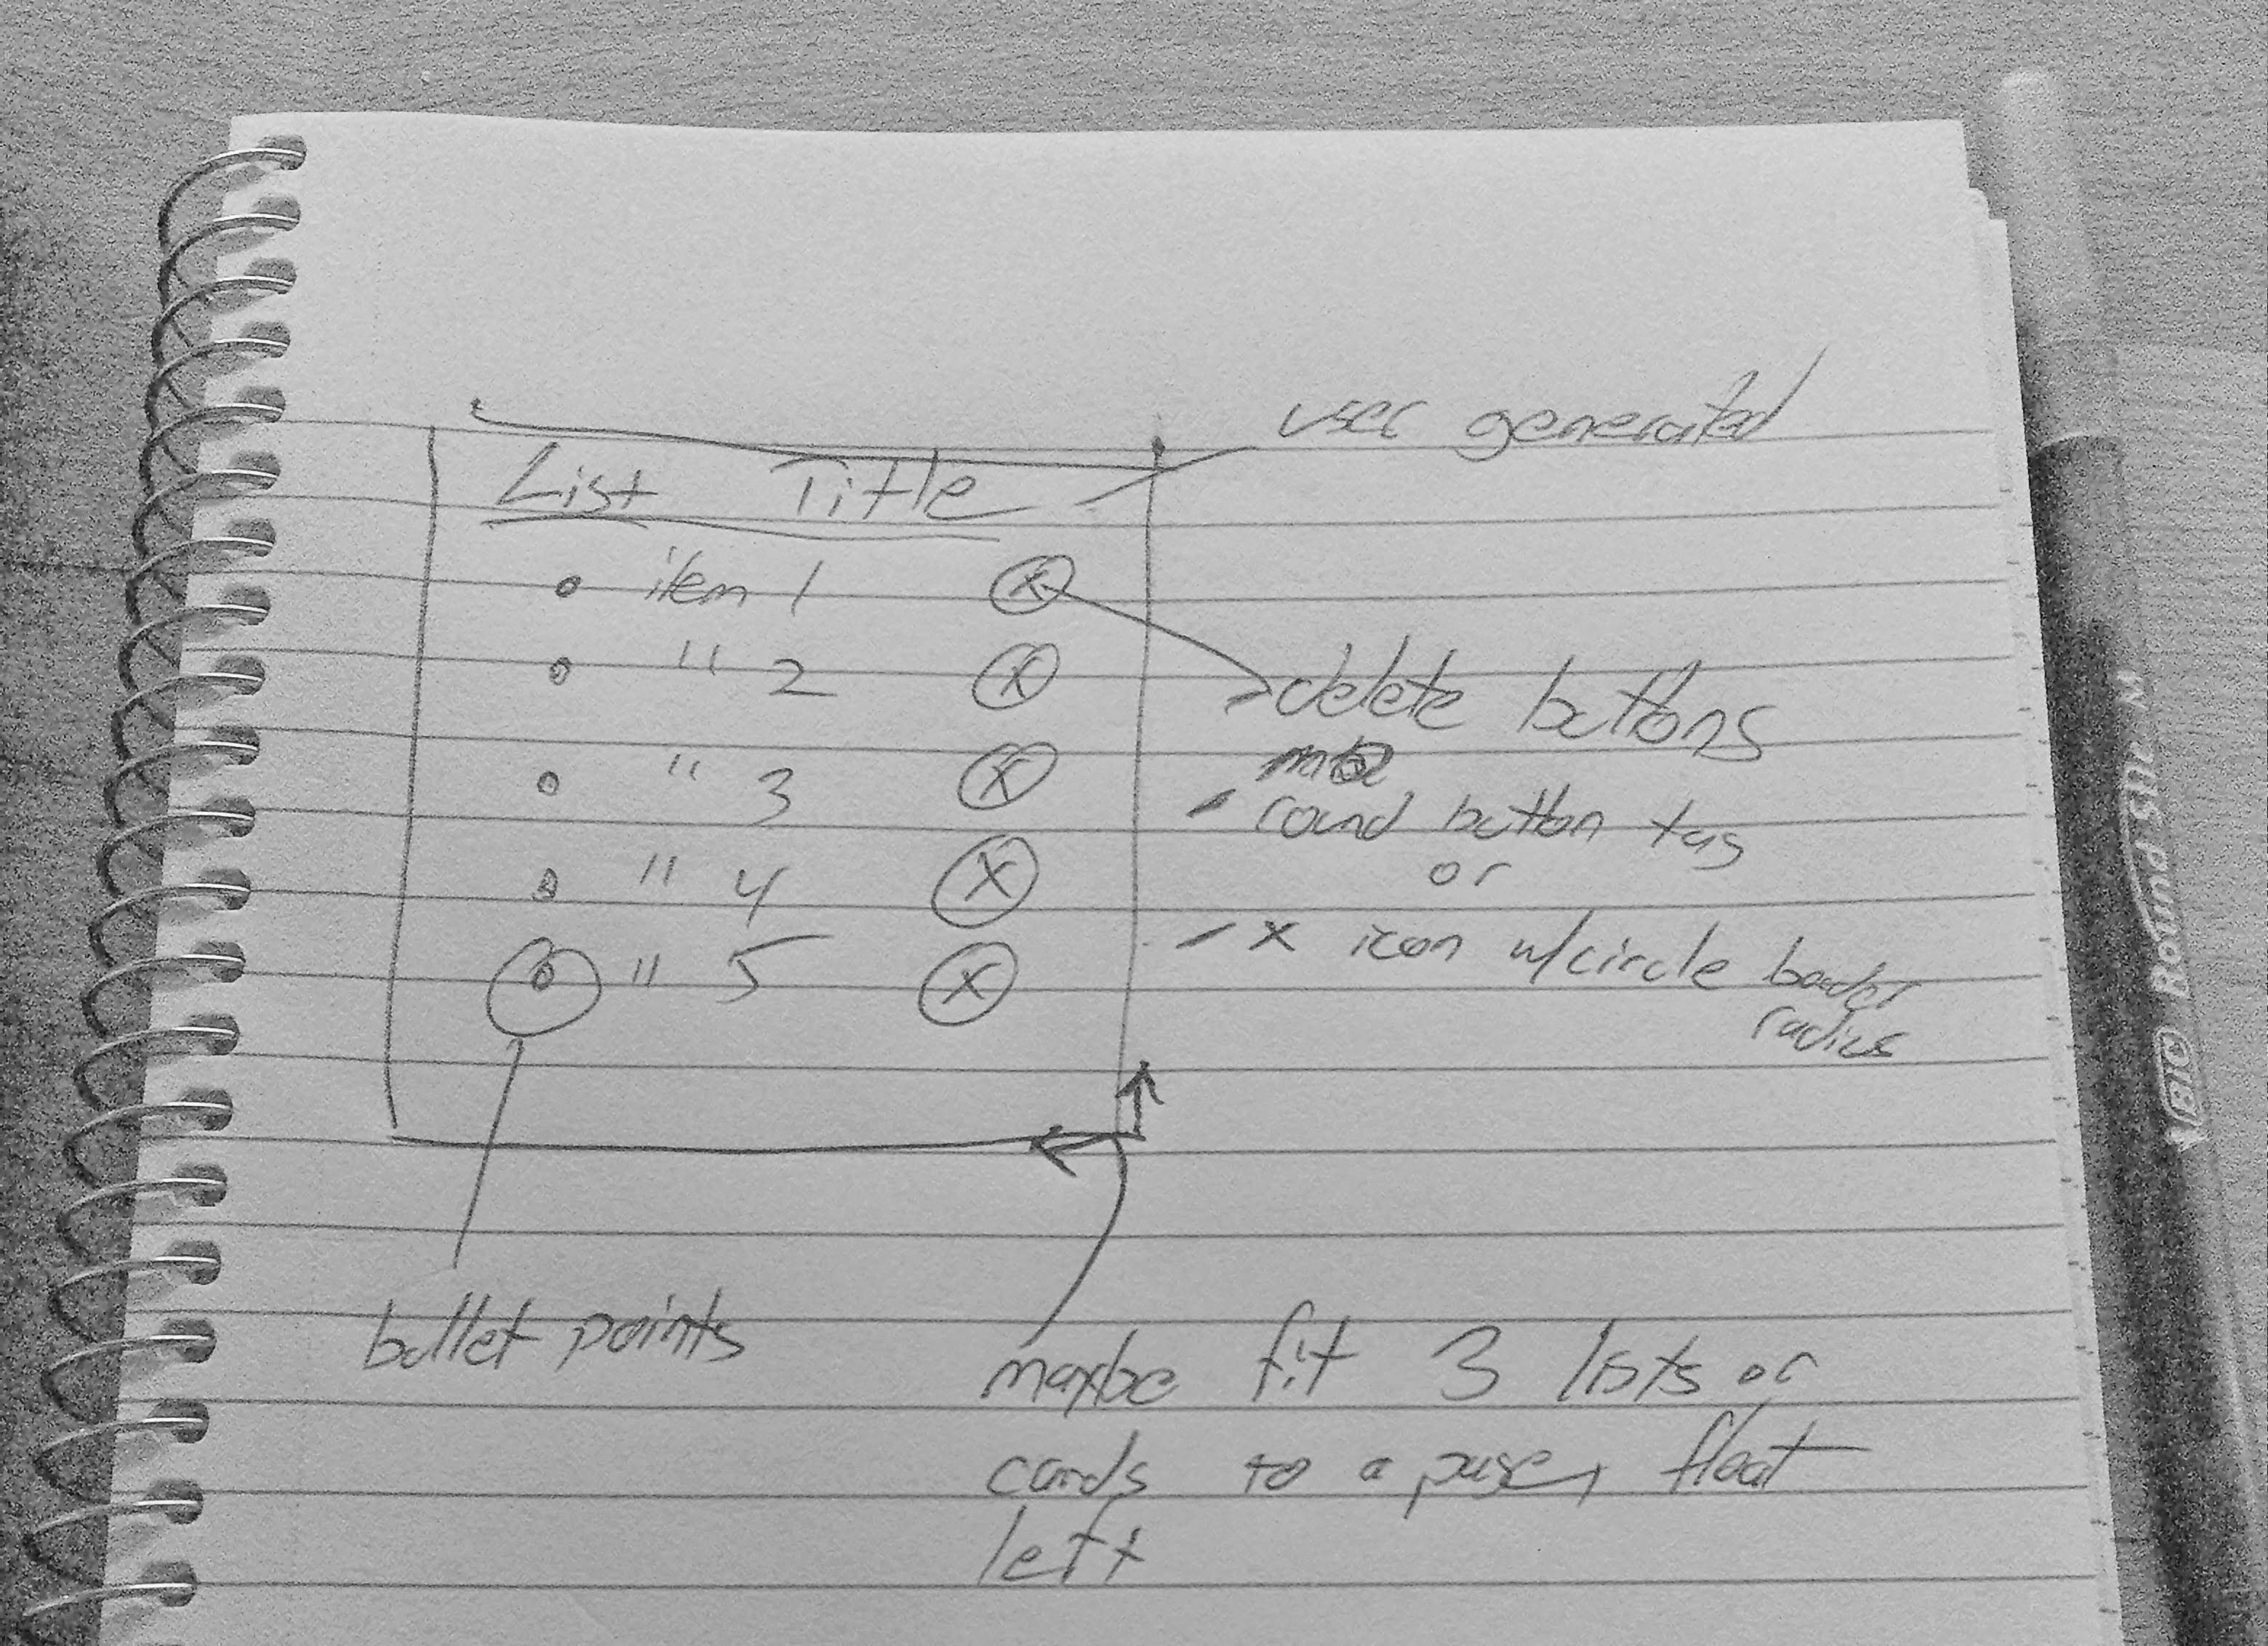 user generated
List Title
° item 1 ⓧ
° " 2 ⓧ
° " 3 ⓧ
° " 4 ⓧ
° " 5 ⓧ
- delete buttons
- round button tag
or
- x icon w/circle border
radius
bullet points
maybe fit 3 lists or
cards to a page, float
left
BIC Round Stic M